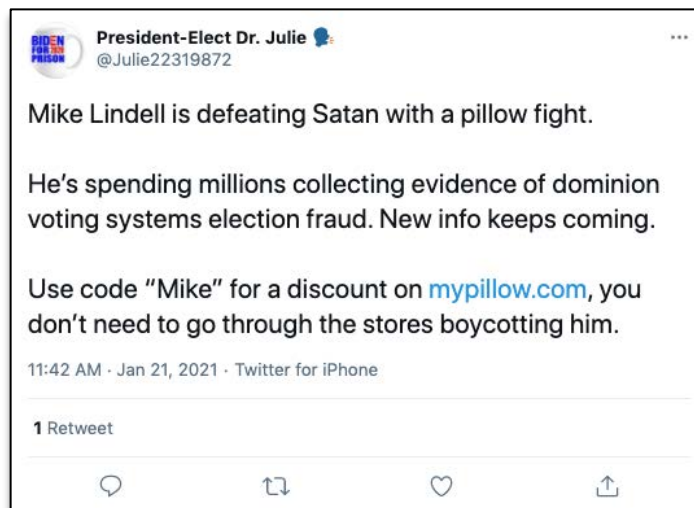 BIDEN
FOR
PRISON
President-Elect Dr. Julie
@Julie22319872
Mike Lindell is defeating Satan with a pillow fight.
He’s spending millions collecting evidence of dominion
voting systems election fraud. New info keeps coming.
Use code “Mike” for a discount on mypillow.com, you
don’t need to go through the stores boycotting him.
11:42 AM · Jan 21, 2021 · Twitter for iPhone
1 Retweet